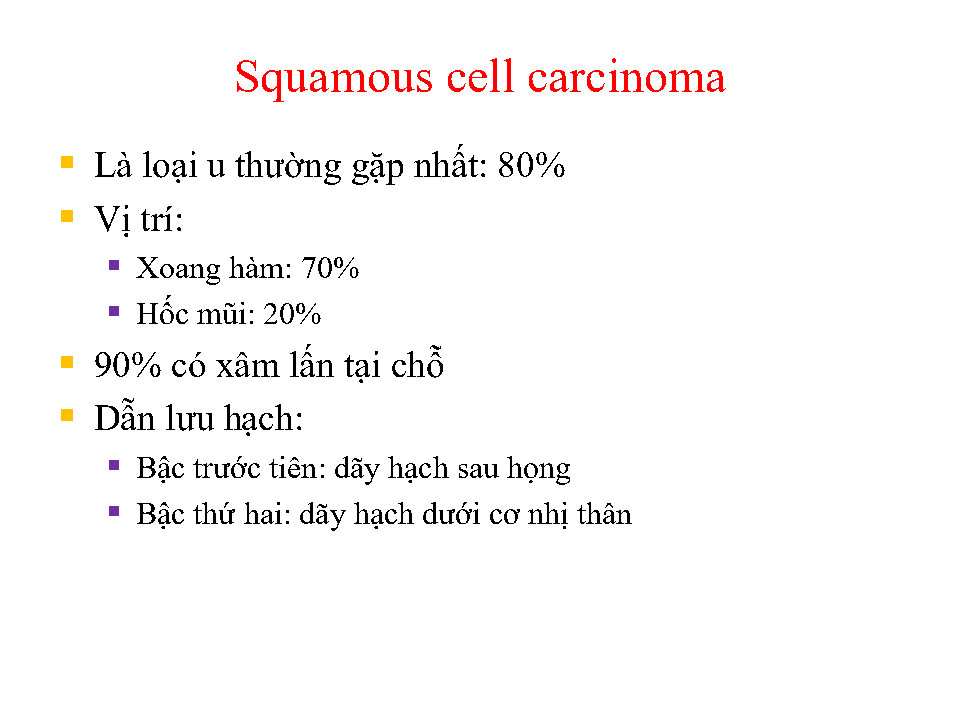 Squamous cell carcinoma
Là loại u thường gặp nhất: 80%
Vị trí:
Xoang hàm: 70%
Hốc mũi: 20%
90% có xâm lấn tại chỗ
Dẫn lưu hạch:
Bậc trước tiên: dãy hạch sau họng
Bậc thứ hai: dãy hạch dưới cơ nhị thân